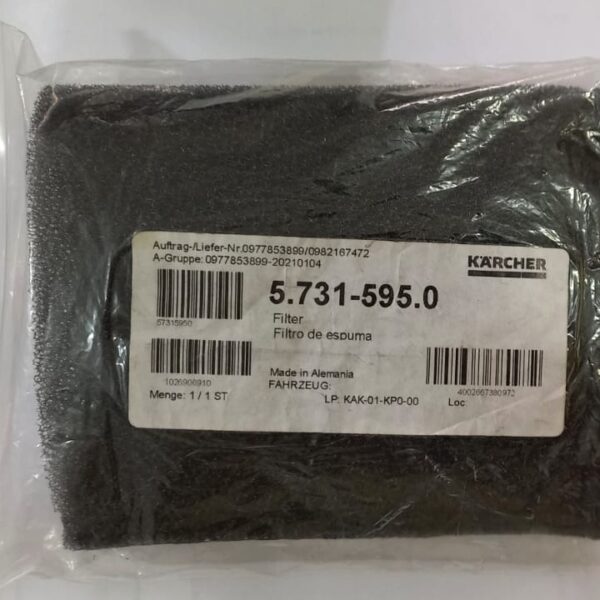 Auftrag-/Liefer-Nr.0977853899/0982167472
A-Gruppe: 0977853899-20210104
KÄRCHER
5.731-595.0
57315950
Filter
Filtro de espuma
1026906910
Made in Alemania
FAHRZEUG:
4002667380972
Menge: 1 / 1 ST
LP: KAK-01-KP0-00
Loc